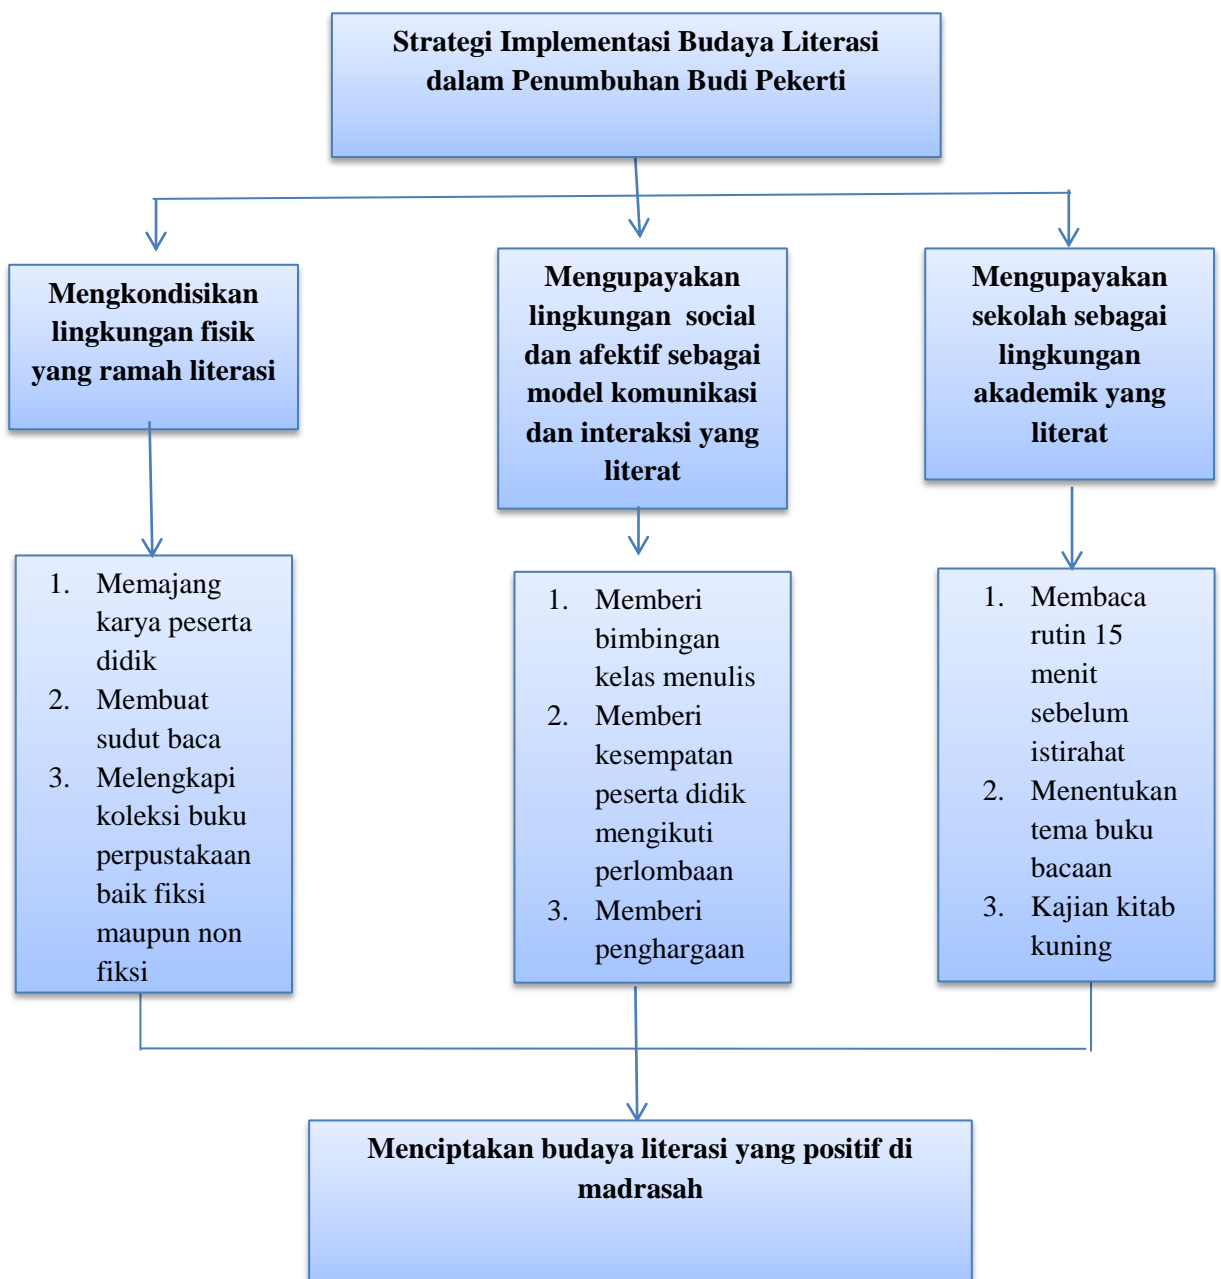 Strategi Implementasi Budaya Literasi
dalam Penumbuhan Budi Pekerti
Mengkondisikan
lingkungan fisik
yang ramah literasi
Mengupayakan
lingkungan social
dan afektif sebagai
model komunikasi
dan interaksi yang
literat
Mengupayakan
sekolah sebagai
lingkungan
akademik yang
literat
1. Memajang
karya peserta
didik
2. Membuat
sudut baca
3. Melengkapi
koleksi buku
perpustakaan
baik fiksi
maupun non
fiksi
1. Memberi
bimbingan
kelas menulis
2. Memberi
kesempatan
peserta didik
mengikuti
perlombaan
3. Memberi
penghargaan
1. Membaca
rutin 15
menit
sebelum
istirahat
2. Menentukan
tema buku
bacaan
3. Kajian kitab
kuning
Menciptakan budaya literasi yang positif di
madrasah